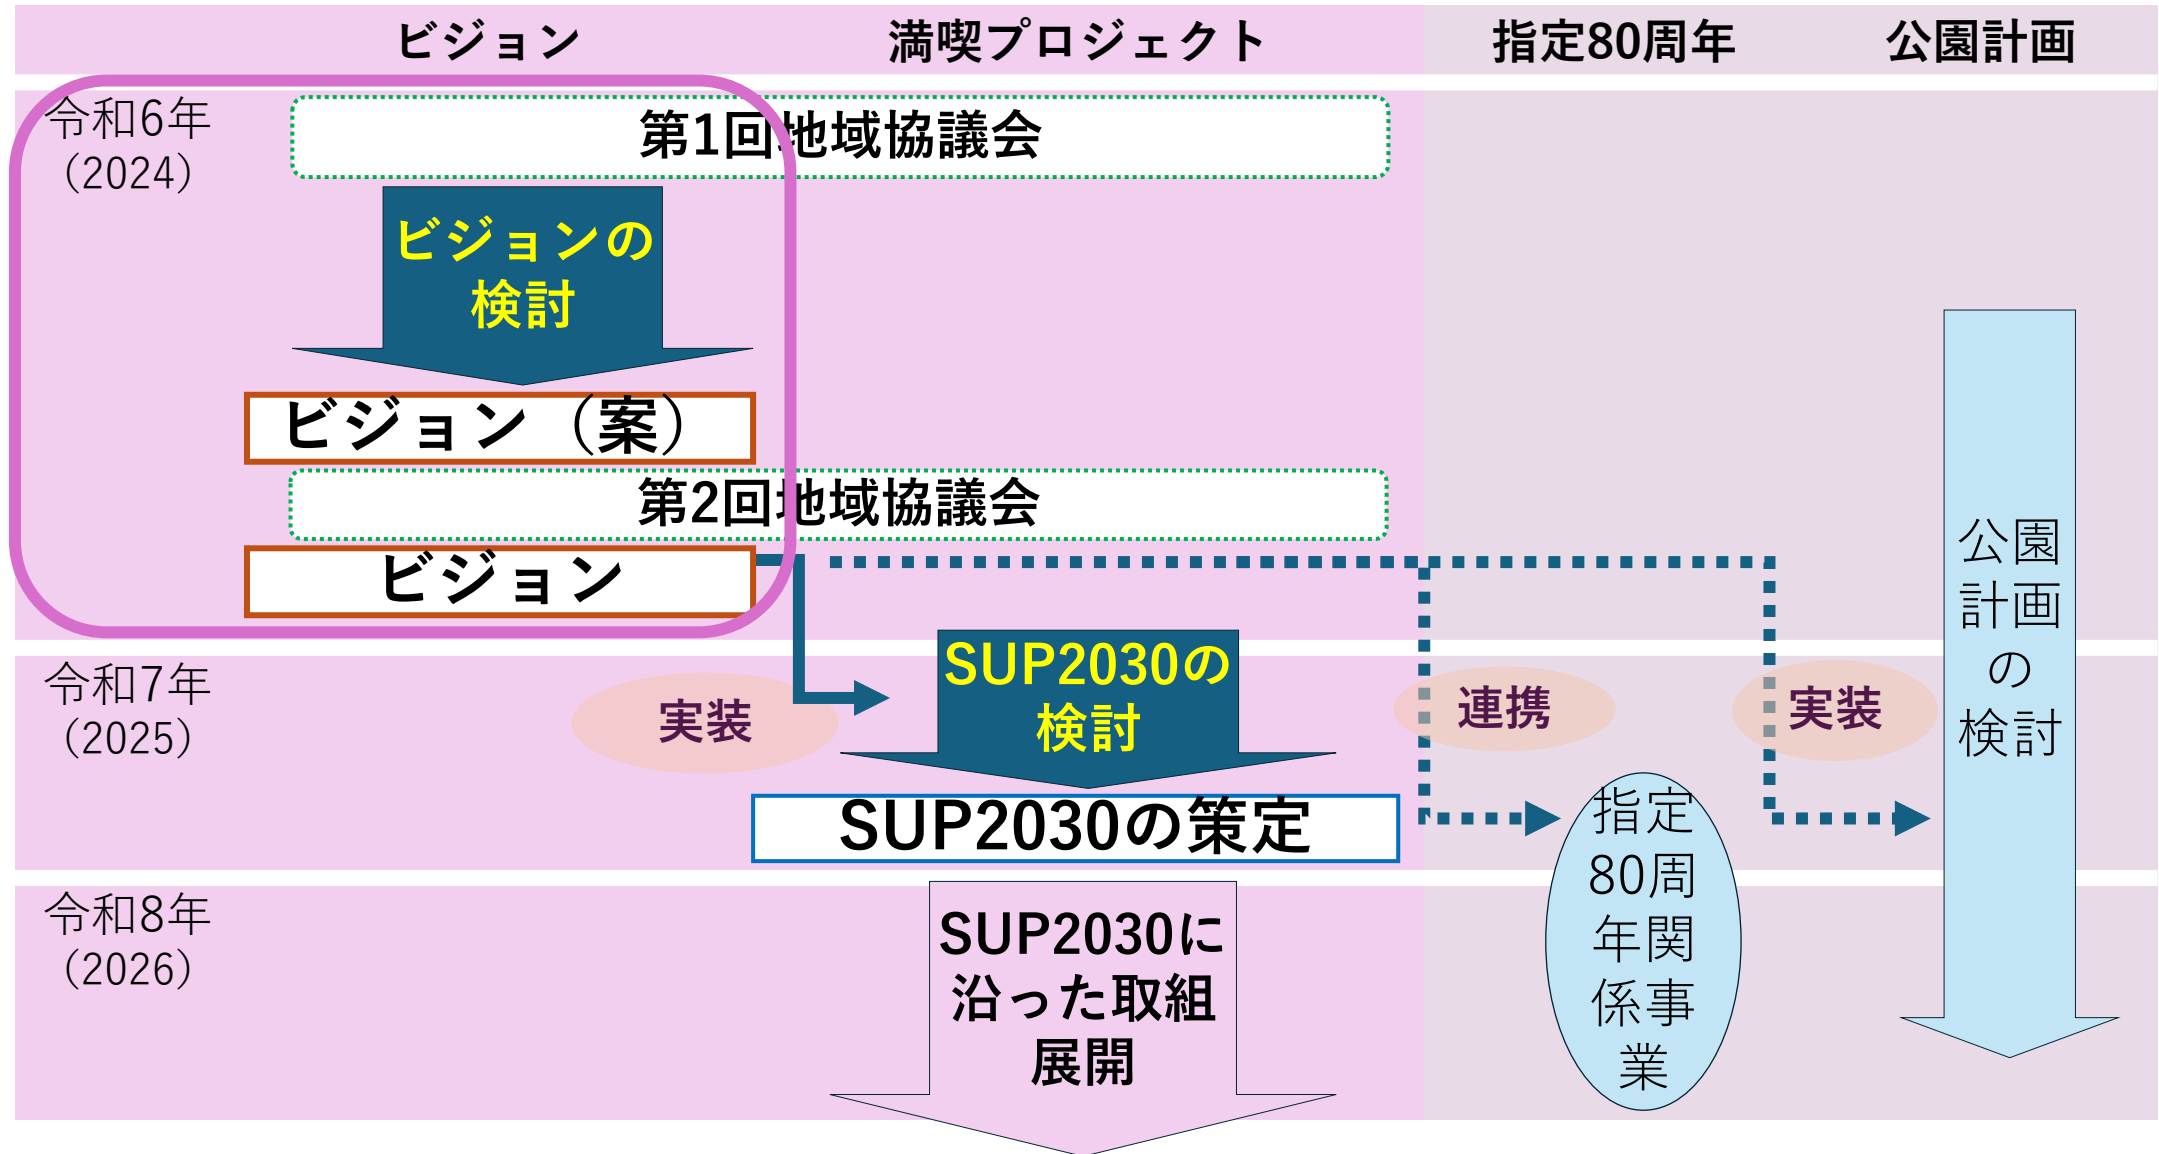 ビジョン 満喫プロジェクト 指定80周年 公園計画
令和6年
（2024）
第1回地域協議会
ビジョンの
検討
ビジョン（案）
第2回地域協議会
ビジョン
公園
計画
の
検討
令和7年
（2025）
実装
SUP2030の
検討
連携
実装
SUP2030の策定
指定
80周
年関
係事
業
令和8年
（2026）
SUP2030に
沿った取組
展開